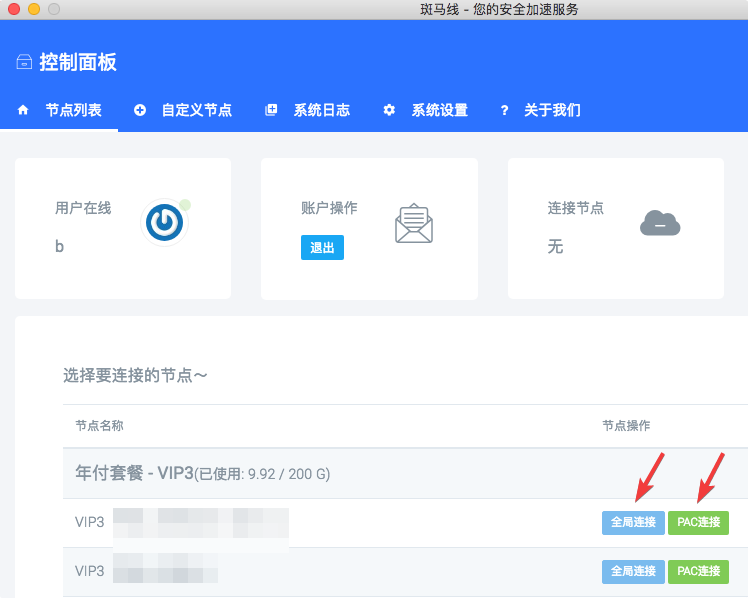 斑马线 - 您的安全加速服务
控制面板
节点列表 自定义节点 系统日志 系统设置 关于我们
用户在线 账户操作 连接节点
b 退出 无
选择要连接的节点～
节点名称 节点操作
年付套餐 - VIP3(已使用: 9.92 / 200 G)
VIP3 全局连接 PAC连接
VIP3 全局连接 PAC连接